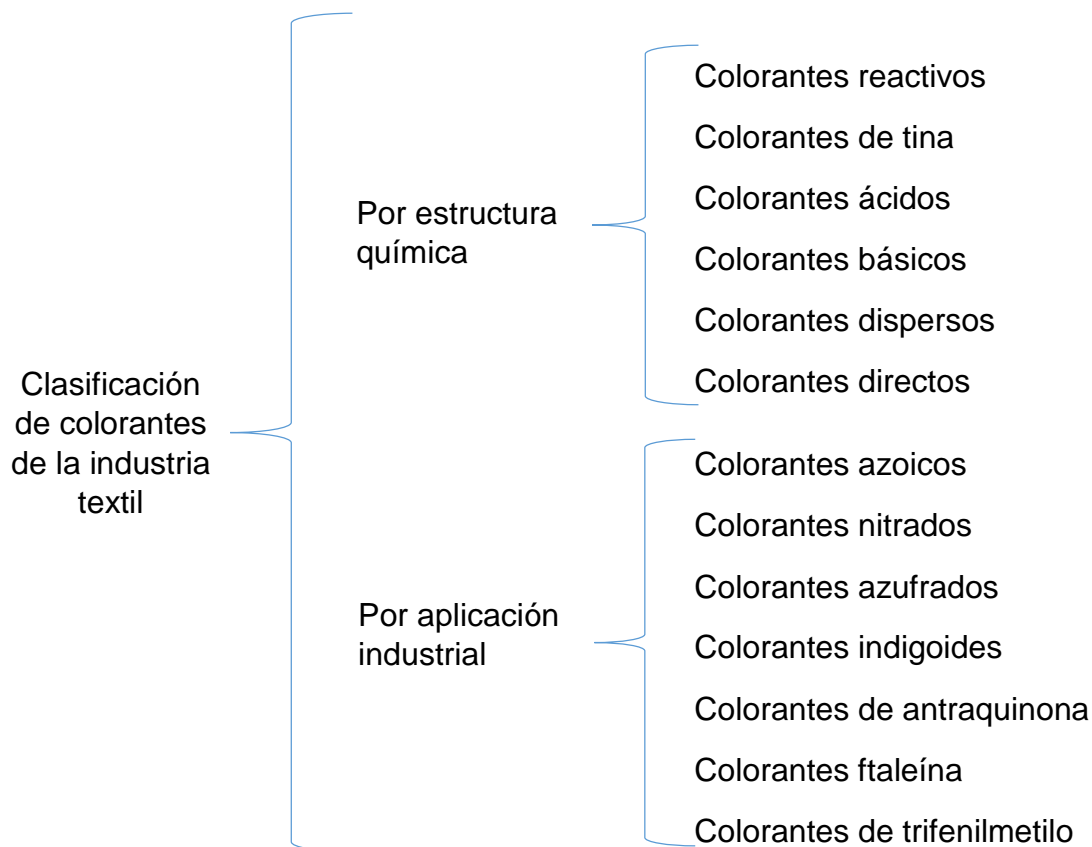 Clasificación
de colorantes
de la industria
textil
Por estructura
química
Colorantes reactivos
Colorantes de tina
Colorantes ácidos
Colorantes básicos
Colorantes dispersos
Colorantes directos
Por aplicación
industrial
Colorantes azoicos
Colorantes nitrados
Colorantes azufrados
Colorantes indigoides
Colorantes de antraquinona
Colorantes ftaleína
Colorantes de trifenilmetilo